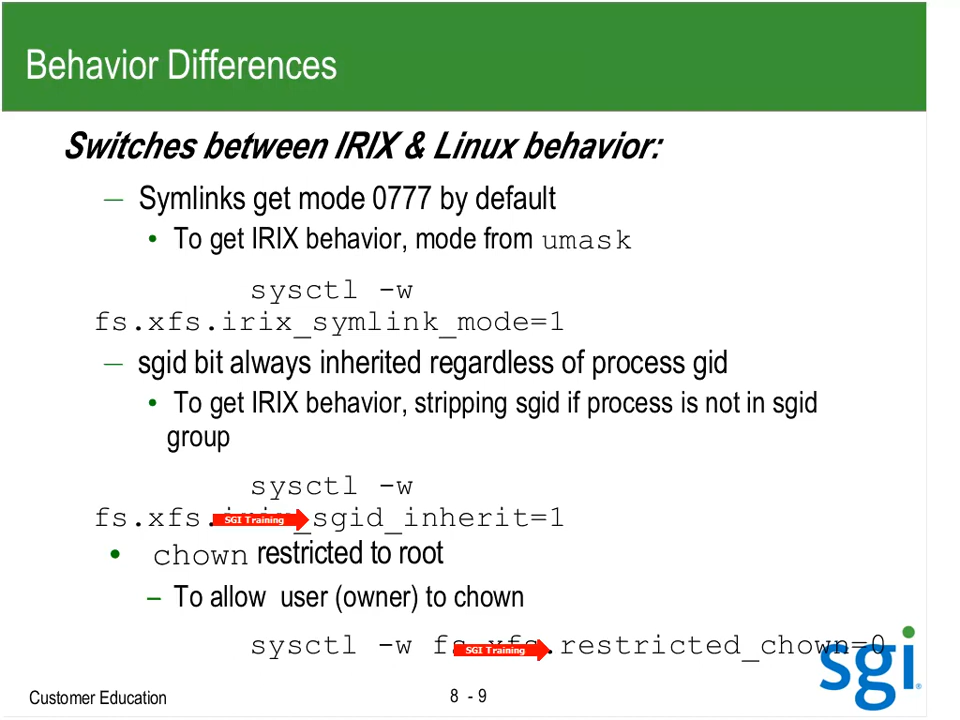 Behavior Differences
Switches between IRIX & Linux behavior:
— Symlinks get mode 0777 by default
• To get IRIX behavior, mode from umask
sysctl -w
fs.xfs.irix_symlink_mode=1
— sgid bit always inherited regardless of process gid
• To get IRIX behavior, stripping sgid if process is not in sgid
group
sysctl -w
fs.xfs.irix_sgid_inherit=1
SGI Training
• chown restricted to root
– To allow user (owner) to chown
sysctl -w fs.xfs.restricted_chown=0
SGI Training
sgi®
Customer Education
8 - 9